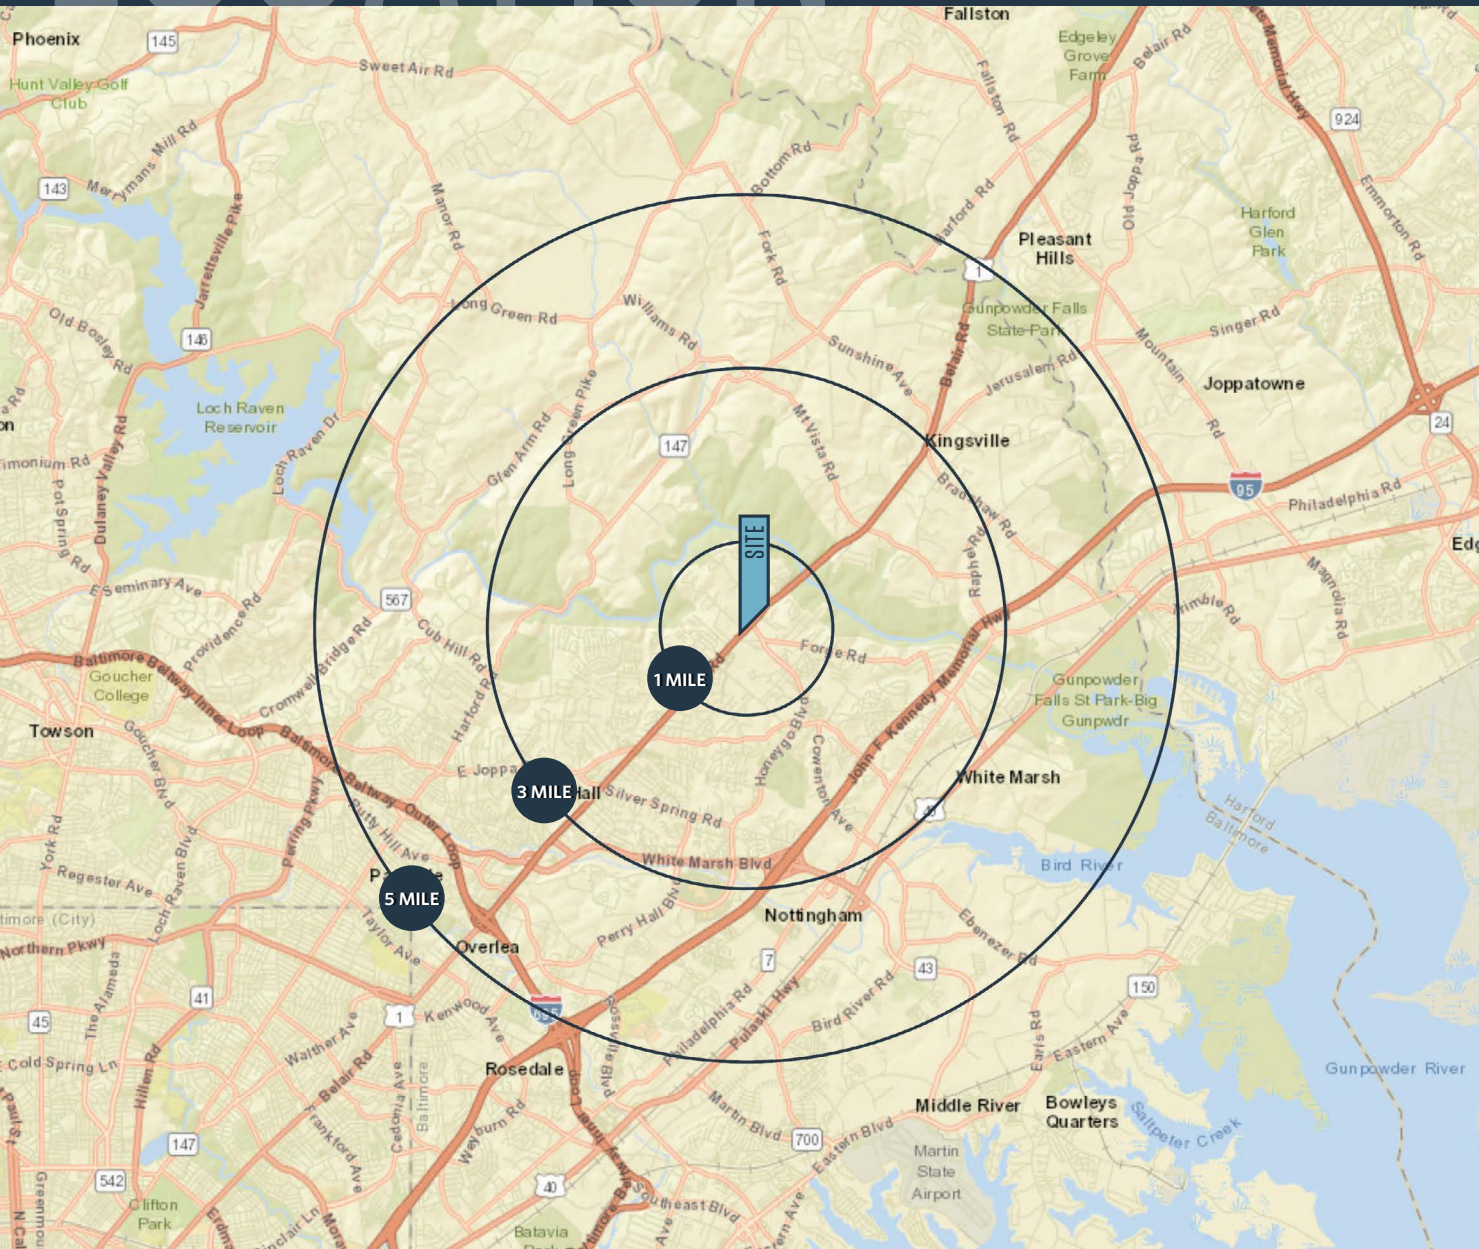 Fallston
Phoenix
145
Edgeley
Grove
Farm
Belair Rd
Sweet Air Rd
Fallston Rd
Hunt Valley Golf
Club
924
Merrymans Mill Rd
Bottom Rd
Old Joppa Rd
Emmorton Rd
143
Manor Rd
Harford Rd
Harford
Glen
Park
Jarrettsville Pike
Fork Rd
Pleasant
Hills
1
Long Green Rd
Williams Rd
Gunpowder Falls
State Park
Singer Rd
Old Bosley Rd
146
Sunshine Ave
Belair Rd
Jerusalem Rd
Mountain
Rd
Joppatowne
Loch Raven
Reservoir
Long Green Pike
Glen Arm Rd
Mt Vista Rd
24
147
Kingsville
Dulaney Valley Rd
Loch Raven Dr
imonium Rd
Pot Spring Rd
Bradshaw Rd
95
Philadelphia Rd
SITE
Raphel Rd
Magnolia Rd
E Seminary Ave
Providence Rd
567
Trimble Rd
Cub Hill Rd
Cromwell Bridge Rd
Forge Rd
Baltimore Beltway Inner Loop
Goucher
College
1 MILE
Rd
Gunpowder
Falls St Park-Big
Gunpwdr
Harford Rd
John F Kennedy Memorial Hwy
Towson
Goucher Blvd
Baltimore Beltway Outer Loop
Honeygo Blvd
Cowenton Ave
E Joppa
White Marsh
3 MILE
Hall
Silver Spring Rd
Harford
Baltimore
Perring Pkwy
York Rd
Loch Raven Blvd
White Marsh Blvd
Bird River
Regester Ave
5 MILE
Perry Hall Blvd
Nottingham
timore (City)
Taylor Ave
Ebenezer Rd
Northern Pkwy
Overlea
7
43
150
The Alameda
41
45
1
Kenwood Ave
695
Rossville Blvd
Philadelphia Rd
Pulaski Hwy
Bird River Rd
Earls Rd
Eastern Ave
Walther Ave
E Cold Spring Ln
Hillen Rd
Belair Rd
Cedonia Ave
Baltimore
Rosedale
Gunpowder River
Middle River
Bowleys
Quarters
Frankford Ave
Weyburn Rd
Martin Blvd
700
Eastern Blvd
Saltpeter Creek
147
Martin
State
Airport
542
40
Southeast Blvd
Clifton
Park
Batavia